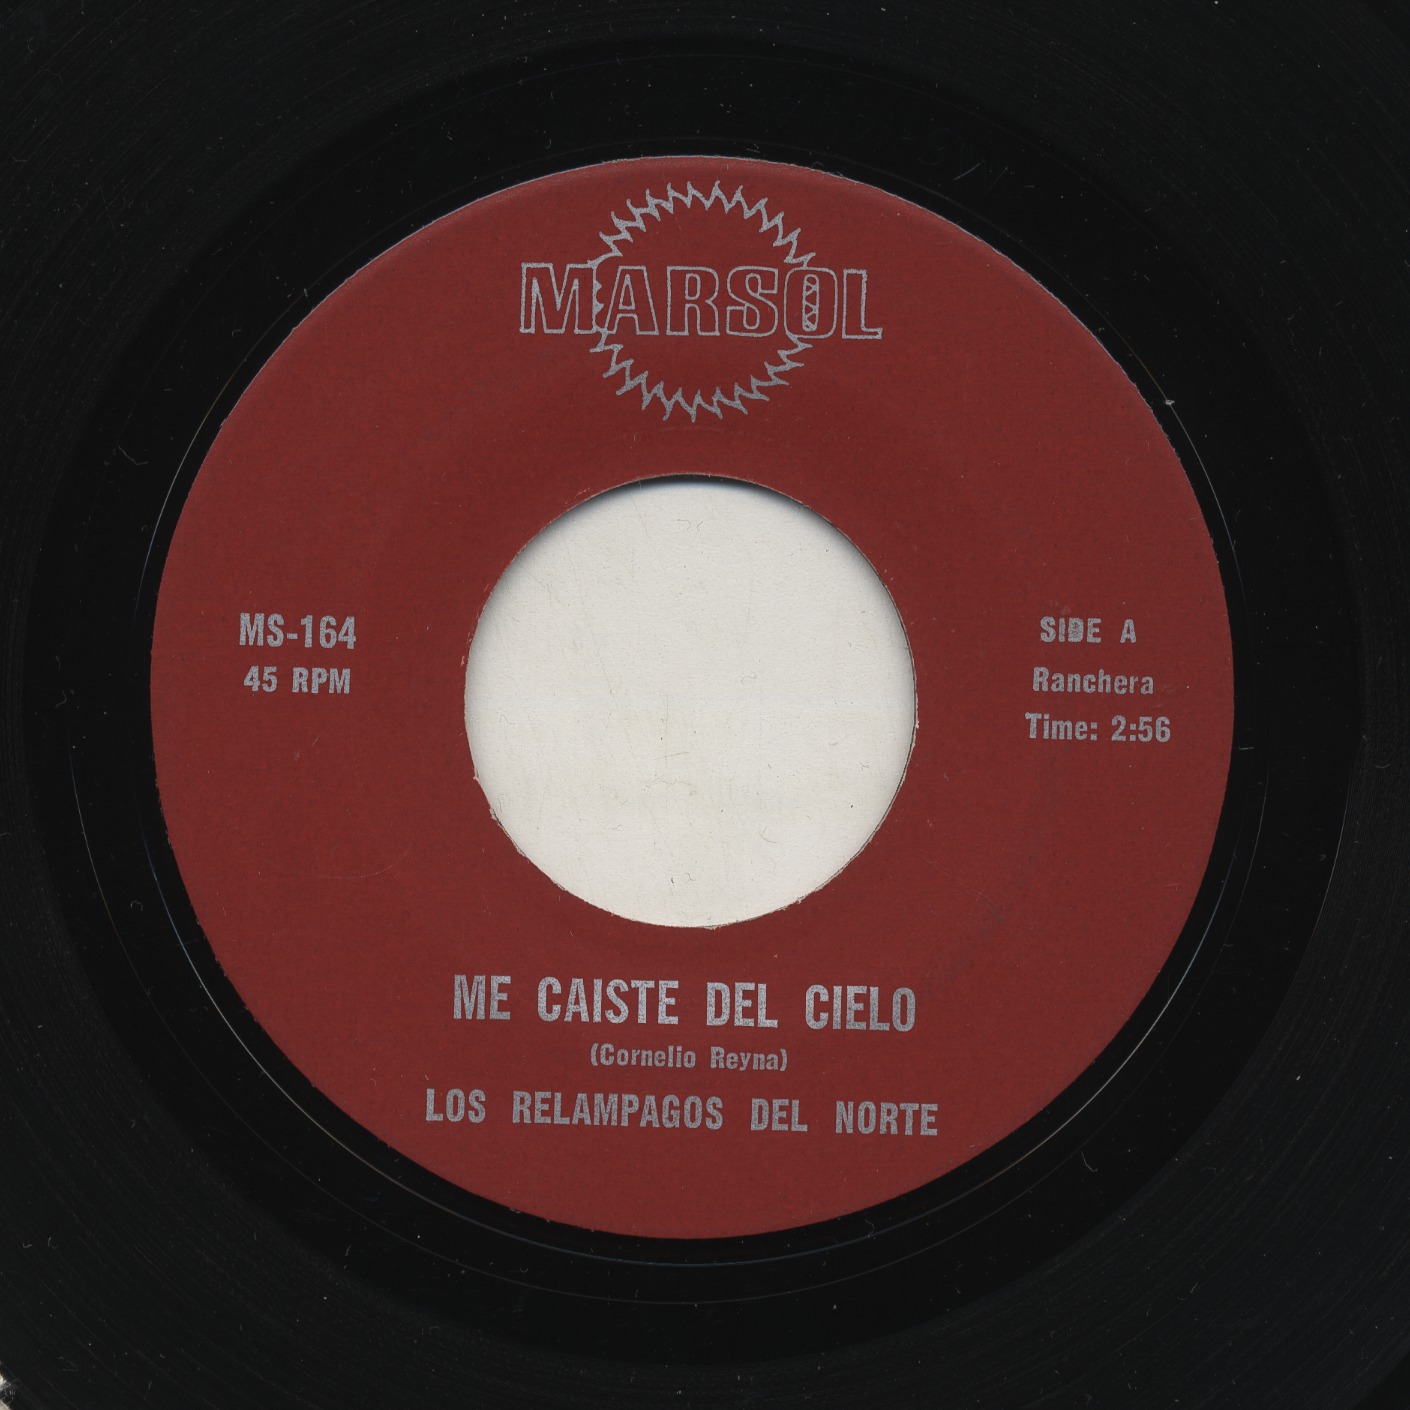 MARSOL
MS-164
45 RPM
SIDE A
Ranchera
Time: 2:56
ME CAISTE DEL CIELO
(Cornelio Reyna)
LOS RELAMPAGOS DEL NORTE